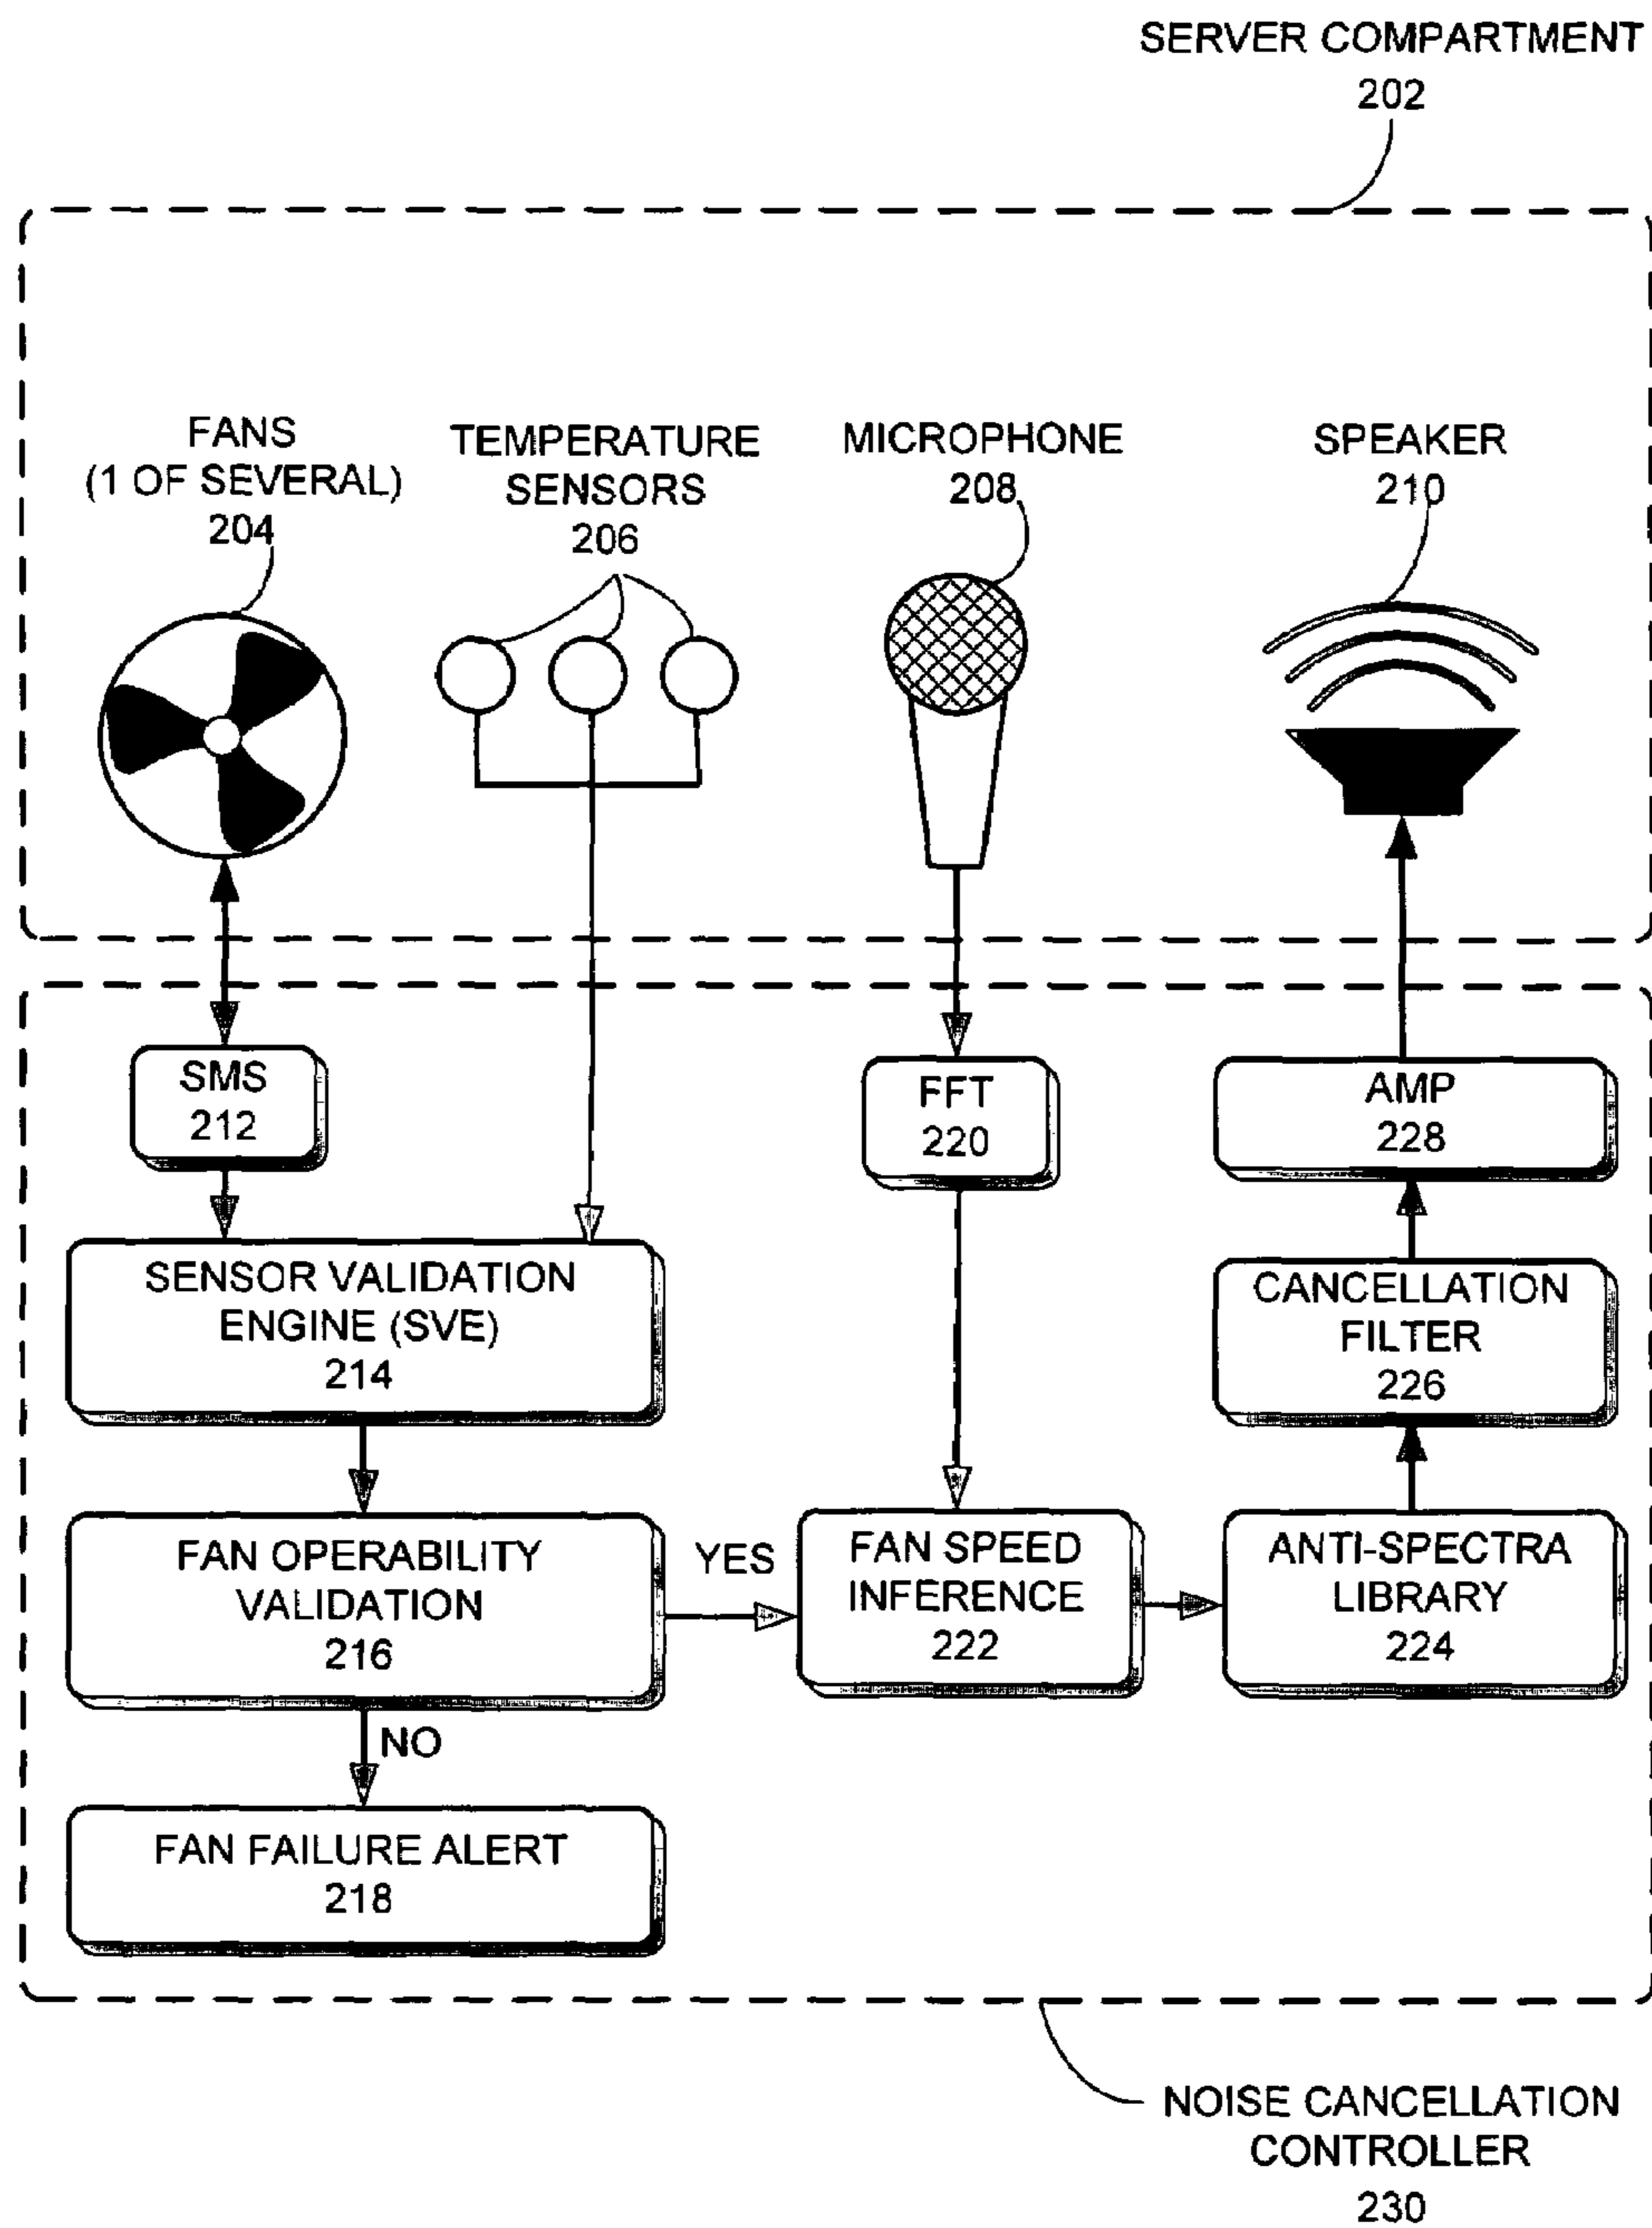 SERVER COMPARTMENT
202
FANS
(1 OF SEVERAL)
204
TEMPERATURE
SENSORS
206
MICROPHONE
208
SPEAKER
210
SMS
212
FFT
220
AMP
228
SENSOR VALIDATION
ENGINE (SVE)
214
CANCELLATION
FILTER
226
FAN OPERABILITY
VALIDATION
216
YES
FAN SPEED
INFERENCE
222
ANTI-SPECTRA
LIBRARY
224
NO
FAN FAILURE ALERT
218
NOISE CANCELLATION
CONTROLLER
230